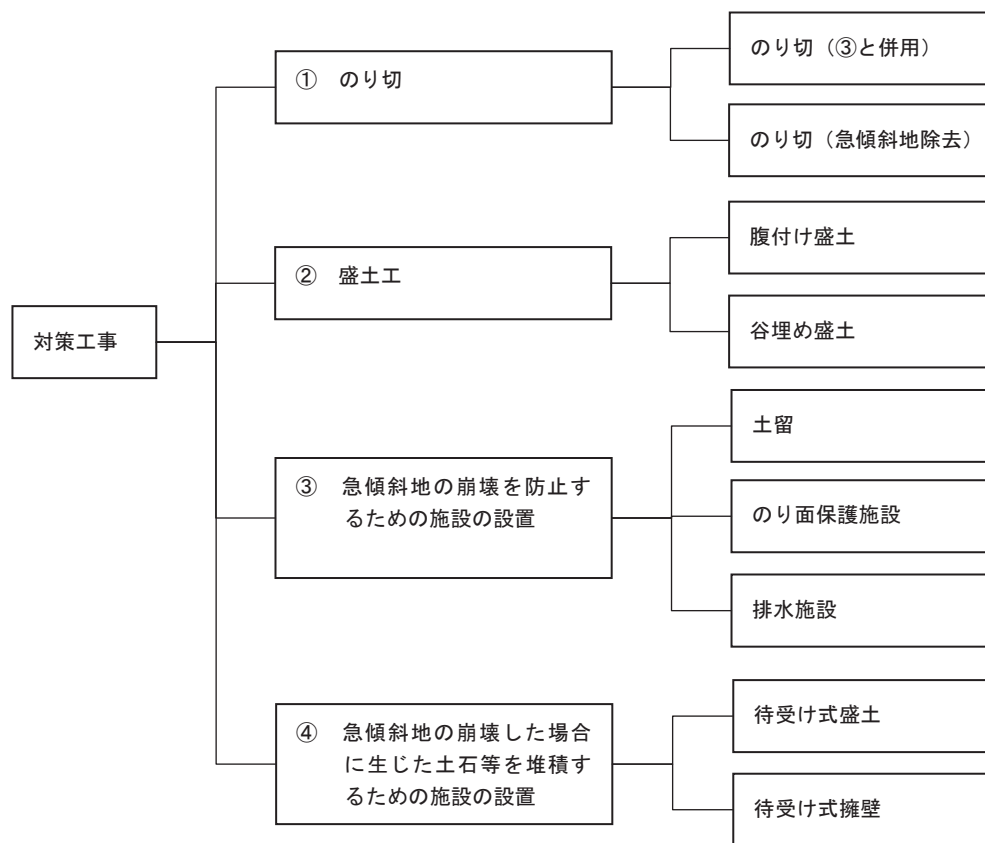 対策工事
① のり切
のり切（③と併用）
のり切（急傾斜地除去）
② 盛土工
腹付け盛土
谷埋め盛土
③ 急傾斜地の崩壊を防止す
るための施設の設置
土留
のり面保護施設
排水施設
④ 急傾斜地の崩壊した場合
に生じた土石等を堆積す
るための施設の設置
待受け式盛土
待受け式擁壁